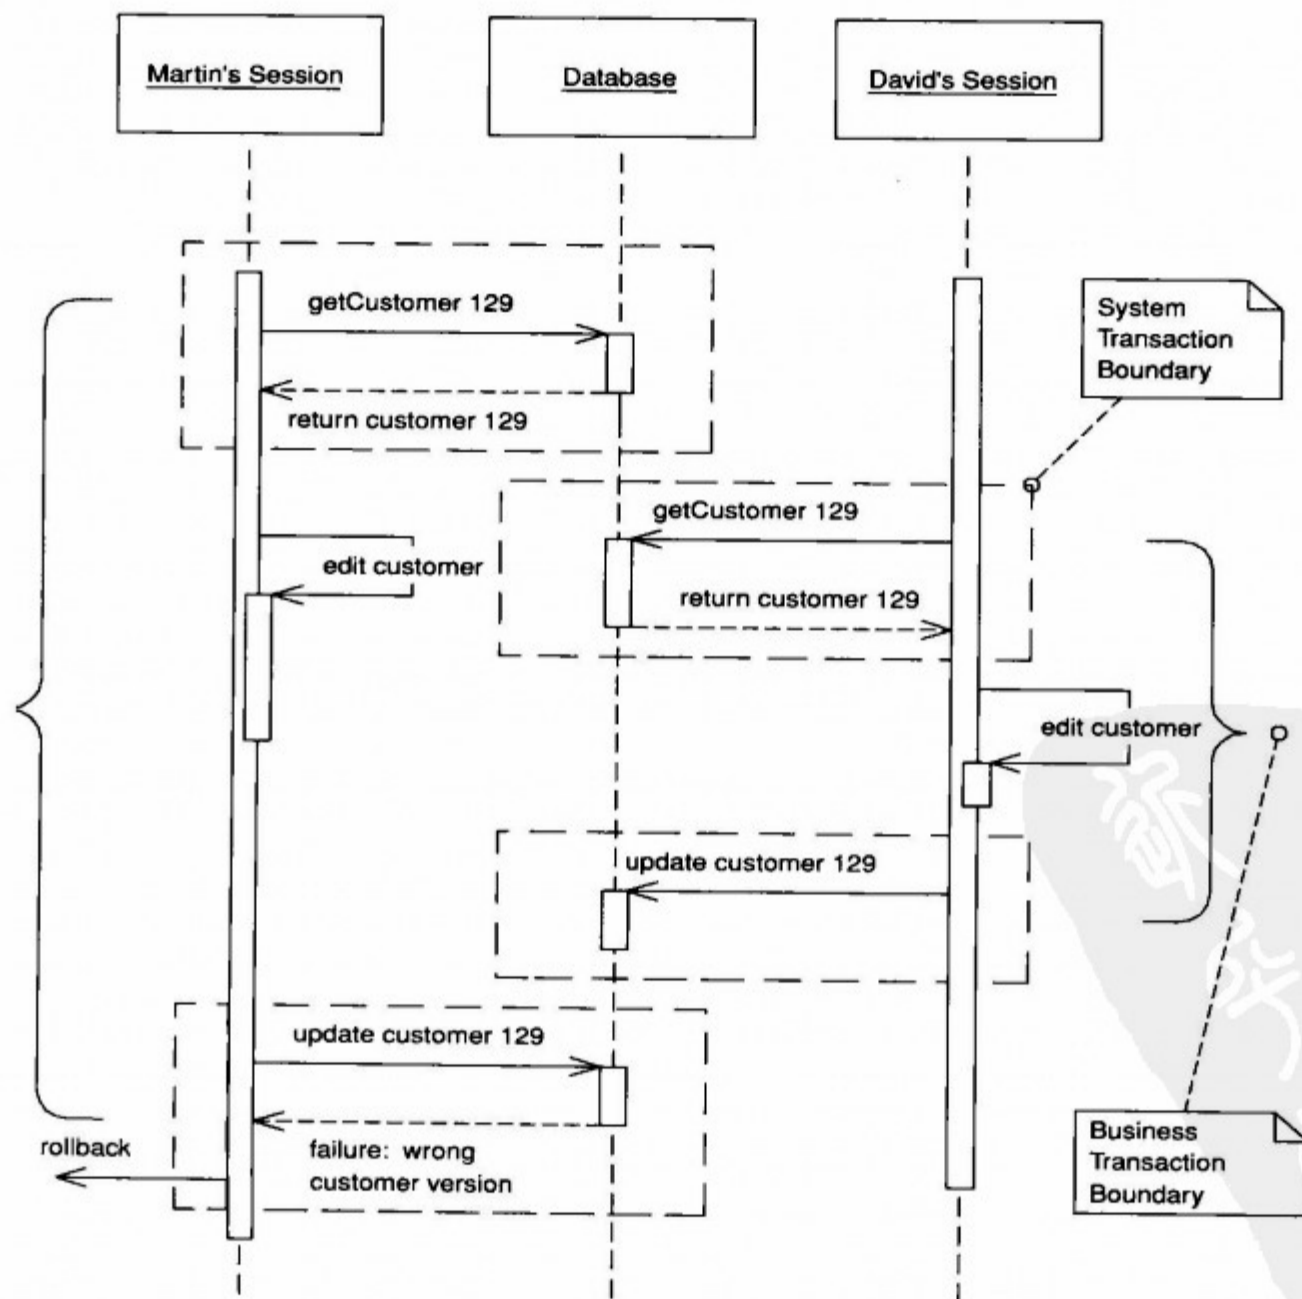 Martin's Session
Database
David's Session
getCustomer 129
return customer 129
System
Transaction
Boundary
getCustomer 129
edit customer
return customer 129
edit customer
update customer 129
update customer 129
rollback
failure: wrong
customer version
Business
Transaction
Boundary